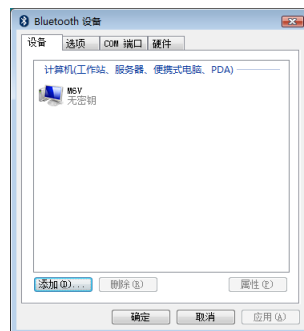 Bluetooth 设备
设备 选项 COM 端口 硬件
计算机(工作站、服务器、便携式电脑、PDA)
M6V
无密钥
添加(D)... 删除(R) 属性(P)
确定 取消 应用(A)